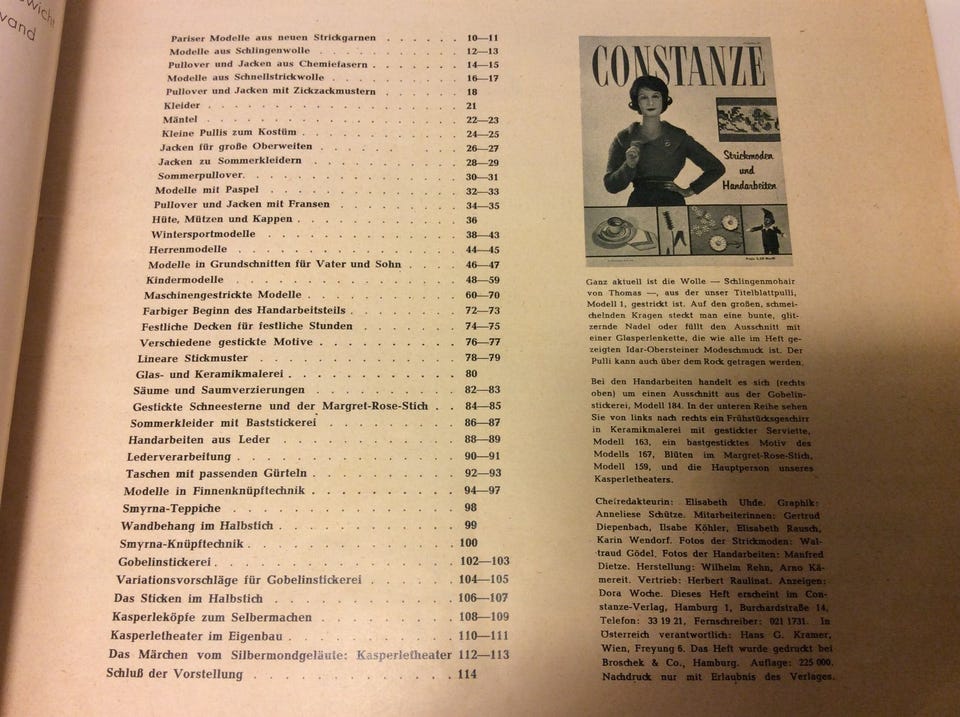 wicht
wand
Pariser Modelle aus neuen Strickgarnen . . . . . . 10—11
Modelle aus Schlingenwolle . . . . . . . . . . 12—13
Pullover und Jacken aus Chemiefasern . . . . . . . 14—15
Modelle aus Schnellstrickwolle . . . . . . . . . 16—17
Pullover und Jacken mit Zickzackmustern . . . . . . 18
Kleider . . . . . . . . . . . . . . . . . 21
Mäntel . . . . . . . . . . . . . . . . . 22—23
Kleine Pullis zum Kostüm . . . . . . . . . . . 24—25
Jacken für große Oberweiten . . . . . . . . . . 26—27
Jacken zu Sommerkleidern . . . . . . . . . . . 28—29
Sommerpullover. . . . . . . . . . . . . . . 30—31
Modelle mit Paspel . . . . . . . . . . . . . 32—33
Pullover und Jacken mit Fransen . . . . . . . . . 34—35
Hüte, Mützen und Kappen . . . . . . . . . . . 36
Wintersportmodelle . . . . . . . . . . . . . 38—43
Herrenmodelle . . . . . . . . . . . . . . . 44—45
Modelle in Grundschnitten für Vater und Sohn . . . . 46—47
Kindermodelle . . . . . . . . . . . . . . . 48—59
Maschinengestrickte Modelle . . . . . . . . . . 60—70
Farbiger Beginn des Handarbeitsteils . . . . . . . . 72—73
Festliche Decken für festliche Stunden . . . . . . . 74—75
Verschiedene gestickte Motive . . . . . . . . . . 76—77
Lineare Stickmuster . . . . . . . . . . . . . 78—79
Glas- und Keramikmalerei . . . . . . . . . . . 80
Säume und Saumverzierungen . . . . . . . . . . 82—83
Gestickte Schneesterne und der Margret-Rose-Stich . . 84—85
Sommerkleider mit Baststickerei . . . . . . . . . 86—87
Handarbeiten aus Leder . . . . . . . . . . . . 88—89
Lederverarbeitung . . . . . . . . . . . . . . 90—91
Taschen mit passenden Gürteln . . . . . . . . . . 92—93
Modelle in Finnenknüpftechnik . . . . . . . . . . 94—97
Smyrna-Teppiche . . . . . . . . . . . . . . 98
Wandbehang im Halbstich . . . . . . . . . . . . 99
Smyrna-Knüpftechnik . . . . . . . . . . . . . 100
Gobelinstickerei . . . . . . . . . . . . . . . 102—103
Variationsvorschläge für Gobelinstickerei . . . . . . 104—105
Das Sticken im Halbstich . . . . . . . . . . . . 106—107
Kasperleköpfe zum Selbermachen . . . . . . . . . 108—109
Kasperletheater im Eigenbau . . . . . . . . . . . 110—111
Das Märchen vom Silbermondgeläute: Kasperletheater 112—113
Schluß der Vorstellung . . . . . . . . . . . . 114
CONSTANZE
Strickmoden
und
Handarbeiten
Ganz aktuell ist die Wolle — Schlingenmohair
von Thomas —, aus der unser Titelblattpulli,
Modell 1, gestrickt ist. Auf den großen, schmei-
chelnden Kragen steckt man eine bunte, glit-
zernde Nadel oder füllt den Ausschnitt mit
einer Glasperlenkette, die wie alle im Heft ge-
zeigten Idar-Obersteiner Modeschmuck ist. Der
Pulli kann auch über dem Rock getragen werden.
Bei den Handarbeiten handelt es sich (rechts
oben) um einen Ausschnitt aus der Gobelin-
stickerei, Modell 184. In der unteren Reihe sehen
Sie von links nach rechts ein Frühstücksgeschirr
in Keramikmalerei mit gestickter Serviette,
Modell 163, ein bastgesticktes Motiv des
Modells 167, Blüten im Margret-Rose-Stich,
Modell 159, und die Hauptperson unseres
Kasperletheaters.
Chefredakteurin: Elisabeth Uhde. Graphik:
Anneliese Schütze. Mitarbeiterinnen: Gertrud
Diepenbach, Ilsabe Köhler, Elisabeth Rausch,
Karin Wendorf. Fotos der Strickmoden: Wal-
traud Gödel. Fotos der Handarbeiten: Manfred
Dietze. Herstellung: Wilhelm Rehn, Arno Kä-
mereit. Vertrieb: Herbert Raulinat. Anzeigen:
Dora Woche. Dieses Heft erscheint im Con-
stanze-Verlag, Hamburg 1, Burchardstraße 14,
Telefon: 33 19 21, Fernschreiber: 021 1731. In
Österreich verantwortlich: Hans G. Kramer,
Wien, Freyung 6. Das Heft wurde gedruckt bei
Broschek & Co., Hamburg. Auflage: 225 000.
Nachdruck nur mit Erlaubnis des Verlages.